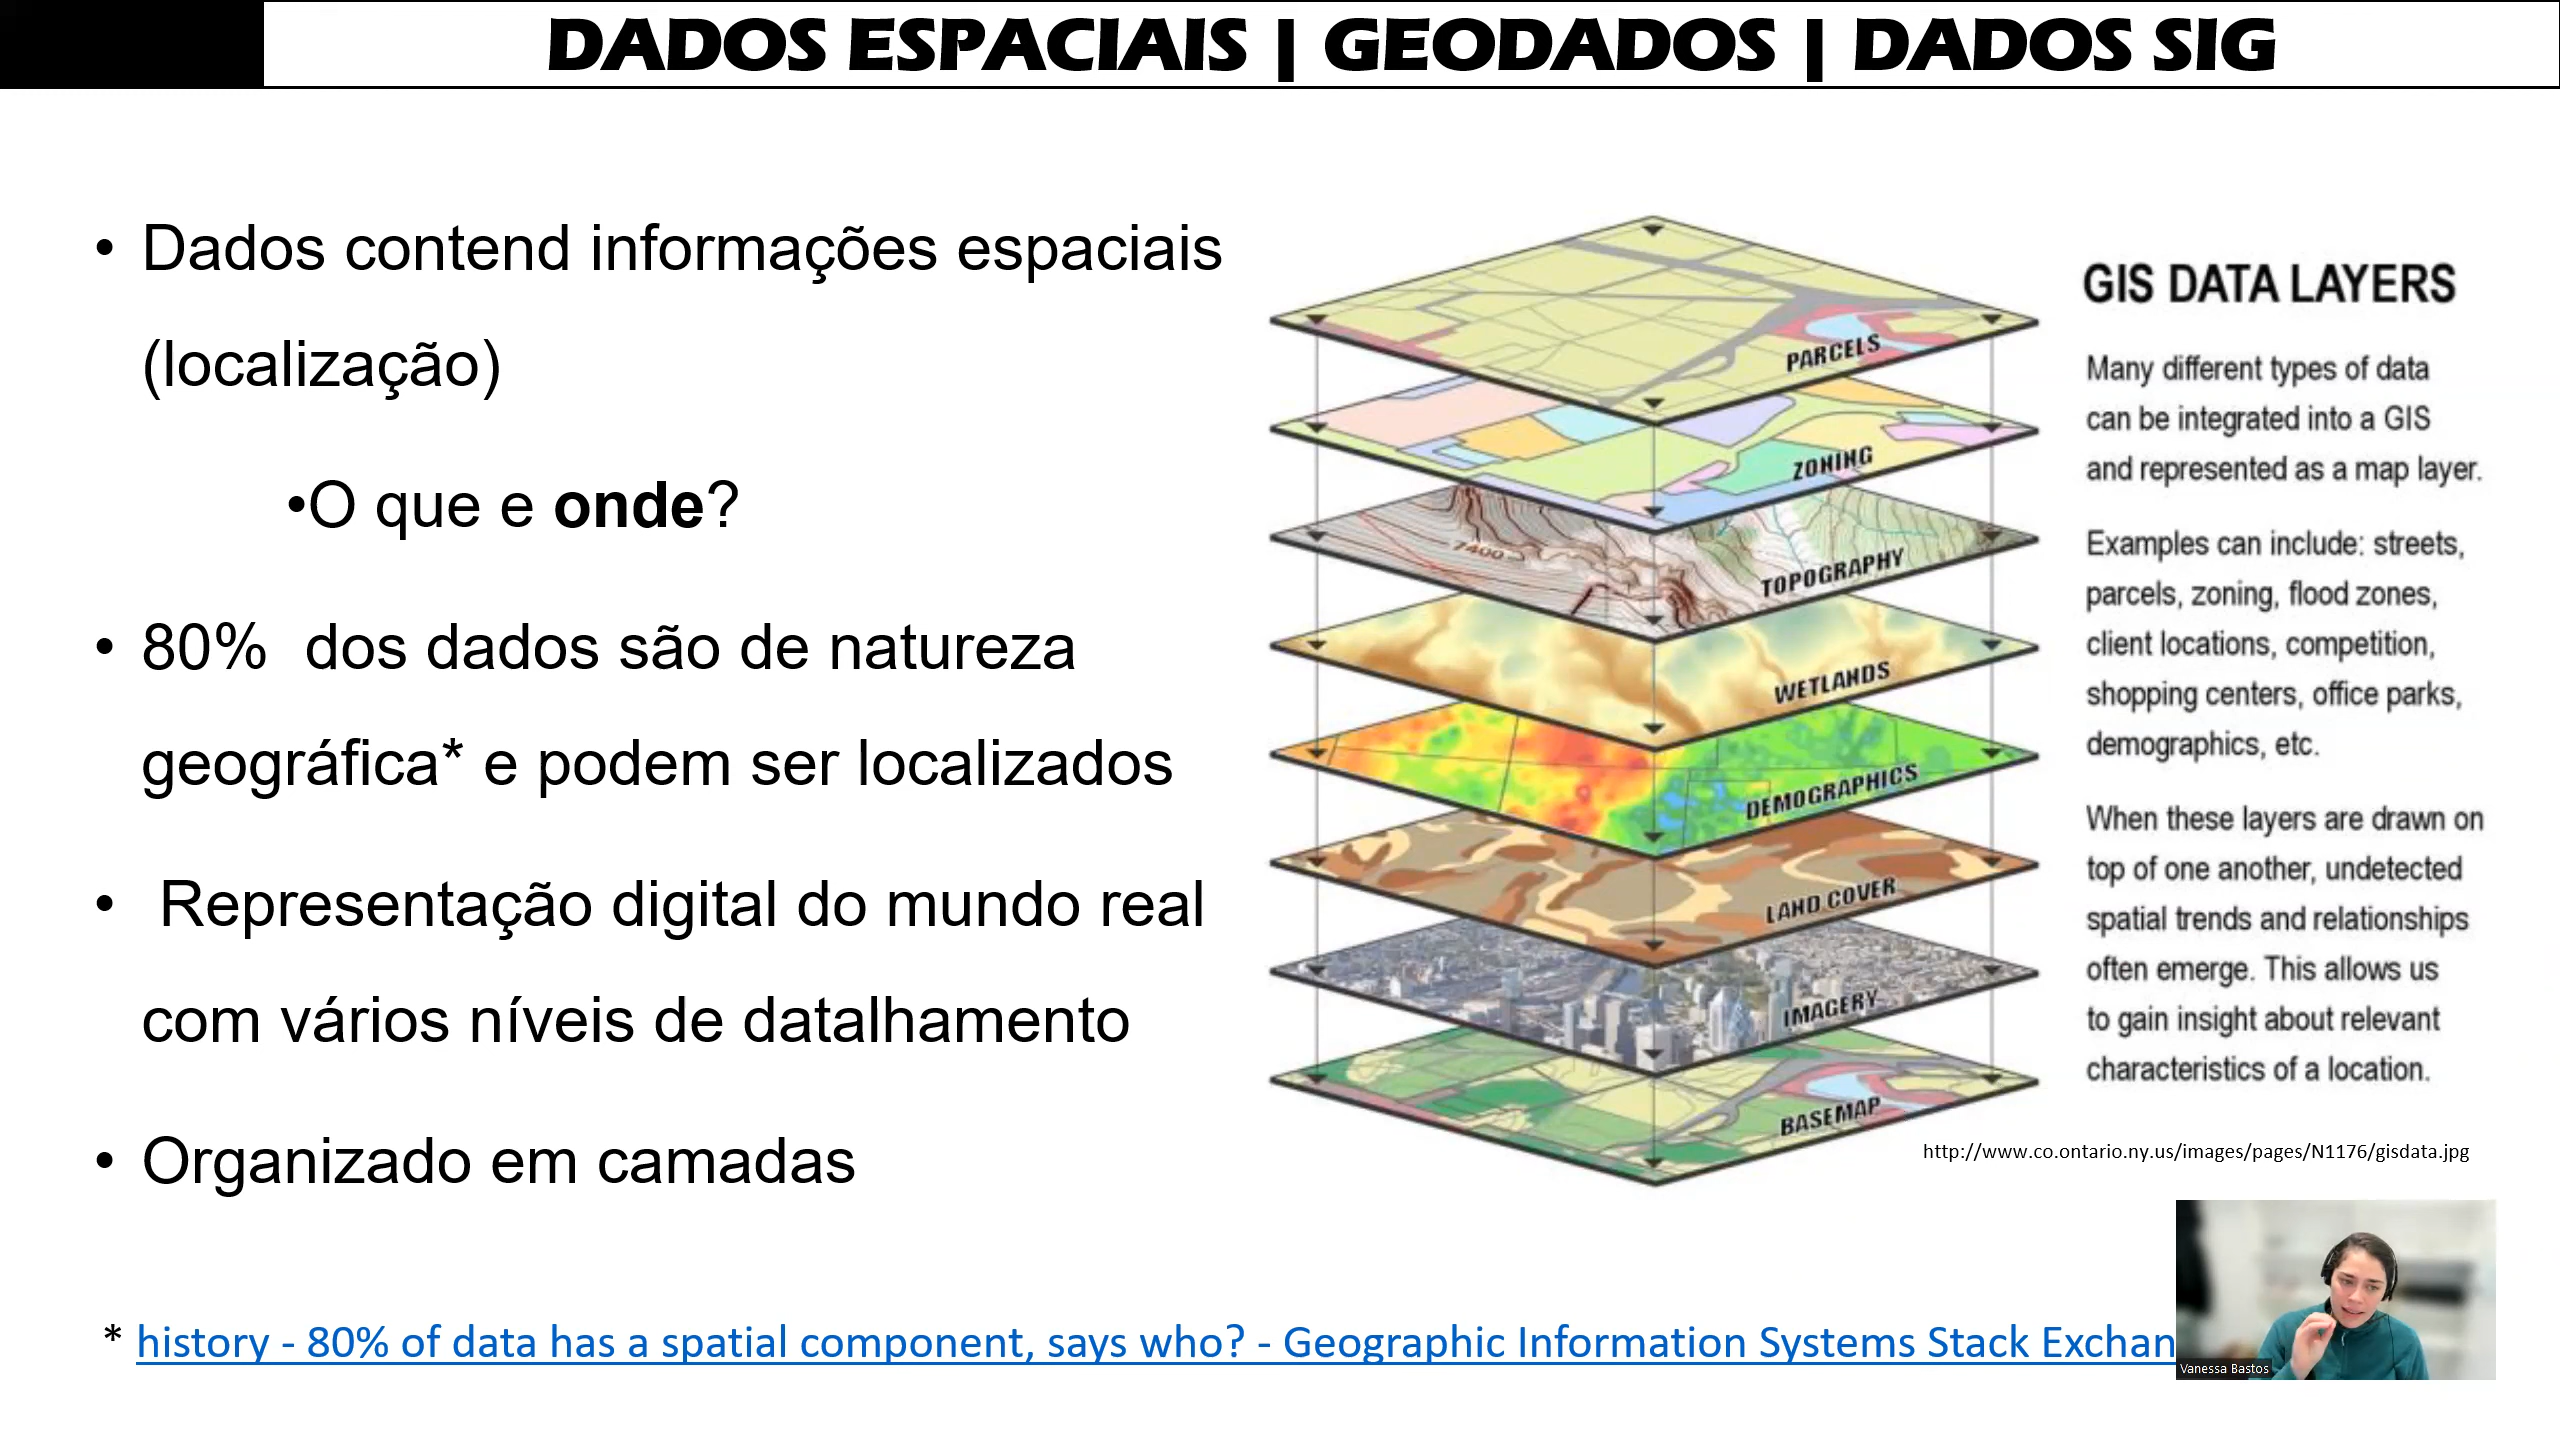 DADOS ESPACIAIS | GEODADOS | DADOS SIG
• Dados contend informações espaciais
(localização)
•O que e onde?
• 80% dos dados são de natureza
geográfica* e podem ser localizados
• Representação digital do mundo real
com vários níveis de datalhamento
• Organizado em camadas
PARCELS
ZONING
7400
TOPOGRAPHY
WETLANDS
DEMOGRAPHICS
LAND COVER
IMAGERY
BASEMAP
GIS DATA LAYERS
Many different types of data
can be integrated into a GIS
and represented as a map layer.
Examples can include: streets,
parcels, zoning, flood zones,
client locations, competition,
shopping centers, office parks,
demographics, etc.
When these layers are drawn on
top of one another, undetected
spatial trends and relationships
often emerge. This allows us
to gain insight about relevant
characteristics of a location.
http://www.co.ontario.ny.us/images/pages/N1176/gisdata.jpg
* history - 80% of data has a spatial component, says who? - Geographic Information Systems Stack Exchan
Vanessa Bastos